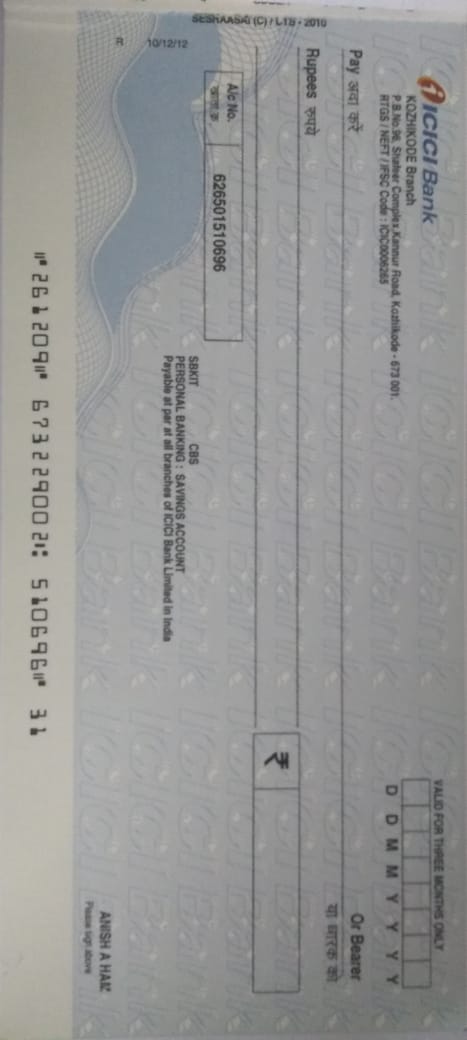 ICICI Bank
KOZHIKODE Branch
P.B.No.96, Shafeer Complex,Kannur Road, Kozhikode - 673 001.
RTGS / NEFT / IFSC Code : ICIC0006265
VALID FOR THREE MONTHS ONLY
D D M M Y Y Y Y
Pay अदा करें
Or Bearer
या धारक को
Rupees रुपये
₹
A/c No.
626501510696
SBKIT CBS
PERSONAL BANKING : SAVINGS ACCOUNT
Payable at par at all branches of ICICI Bank Limited in India
R 10/12/12
SESHAASAI (C) / CTS - 2010
ANISH A HAM
Please sign above
⑈261209⑈ 673229002⑆ 510696⑈ 31